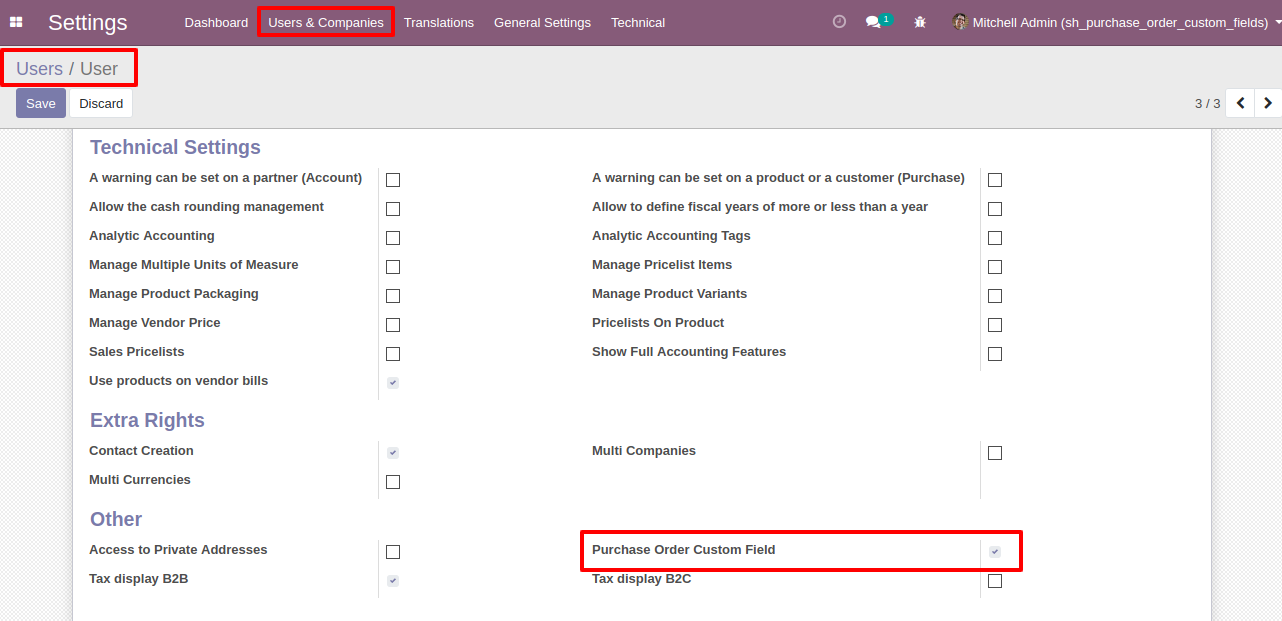 Settings Dashboard Users & Companies Translations General Settings Technical 1 Mitchell Admin (sh_purchase_order_custom_fields)
Users / User
Save Discard 3 / 3
Technical Settings
A warning can be set on a partner (Account) A warning can be set on a product or a customer (Purchase)
Allow the cash rounding management Allow to define fiscal years of more or less than a year
Analytic Accounting Analytic Accounting Tags
Manage Multiple Units of Measure Manage Pricelist Items
Manage Product Packaging Manage Product Variants
Manage Vendor Price Pricelists On Product
Sales Pricelists Show Full Accounting Features
Use products on vendor bills
Extra Rights
Contact Creation Multi Companies
Multi Currencies
Other
Access to Private Addresses Purchase Order Custom Field
Tax display B2B Tax display B2C